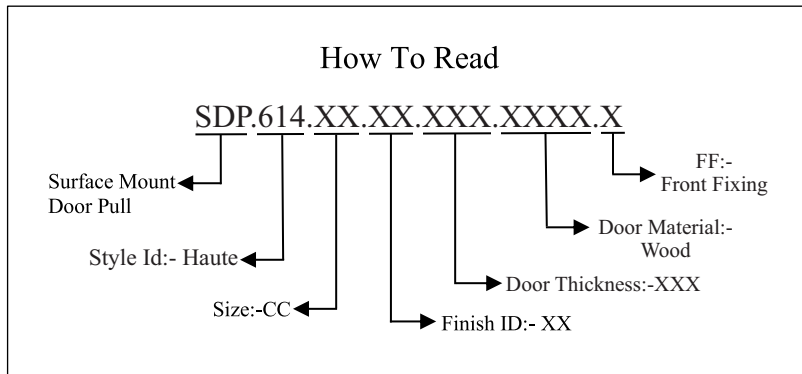 How To Read
SDP.614.XX.XX.XXX.XXXX.X
FF:-
Front Fixing
Surface Mount
Door Pull
Door Material:-
Wood
Style Id:- Haute
Door Thickness:-XXX
Size:-CC
Finish ID:- XX